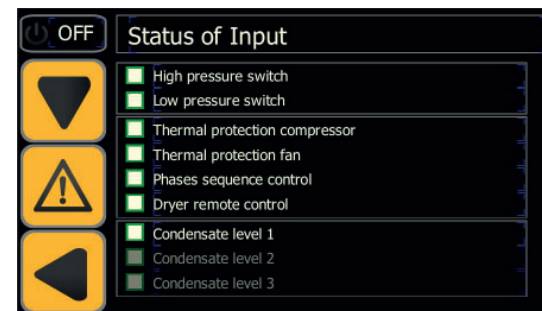 OFF
Status of Input
High pressure switch
Low pressure switch
Thermal protection compressor
Thermal protection fan
Phases sequence control
Dryer remote control
Condensate level 1
Condensate level 2
Condensate level 3